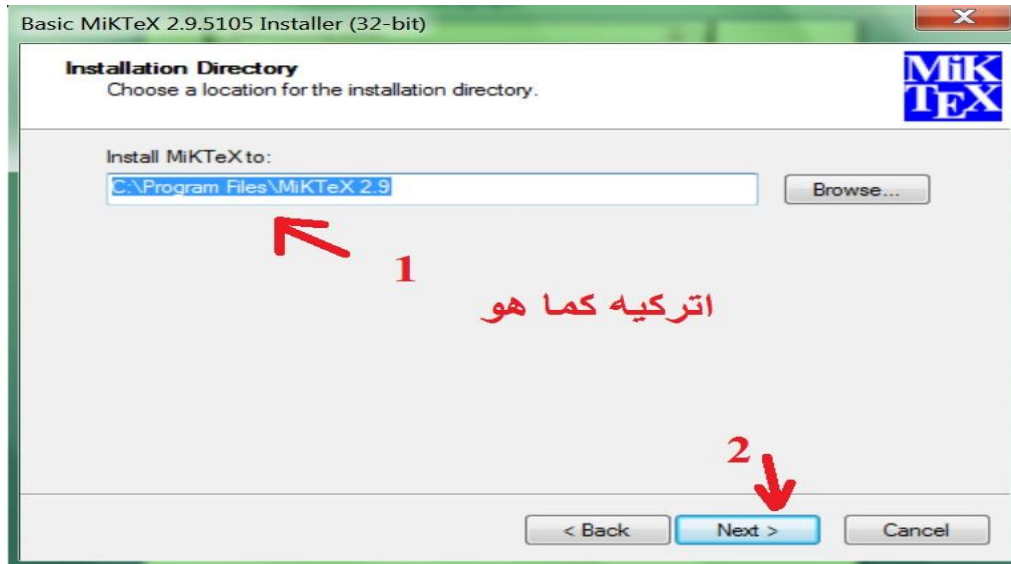 Basic MiKTeX 2.9.5105 Installer (32-bit)
Installation Directory
Choose a location for the installation directory.
MiK
TEX
Install MiKTeX to:
C:\Program Files\MiKTeX 2.9
Browse...
1
اتركيه كما هو
2
< Back
Next >
Cancel